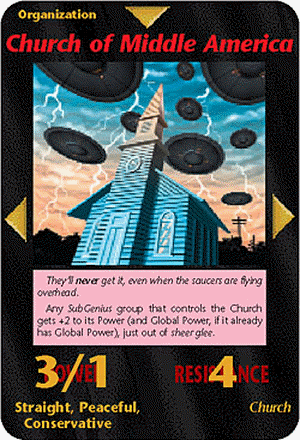 Organization
Church of Middle America
They'll never get it, even when the saucers are flying
overhead.
Any SubGenius group that controls the Church
gets +2 to its Power (and Global Power, if it already
has Global Power), just out of sheer glee.
POWER 3/1
RESISTANCE 4
Straight, Peaceful,
Conservative
Church